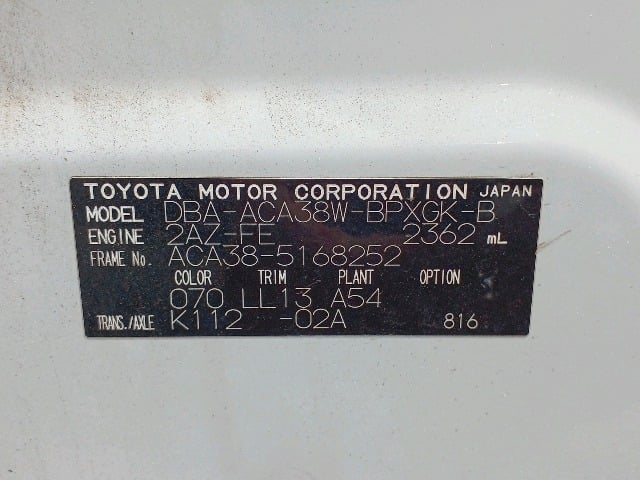 TOYOTA MOTOR CORPORATION JAPAN
MODEL DBA-ACA38W-BPXGK-B
ENGINE 2AZ-FE 2362 mL
FRAME No. ACA38-5168252
COLOR TRIM PLANT OPTION
070 LL13 A54
TRANS./AXLE K112 -02A 816